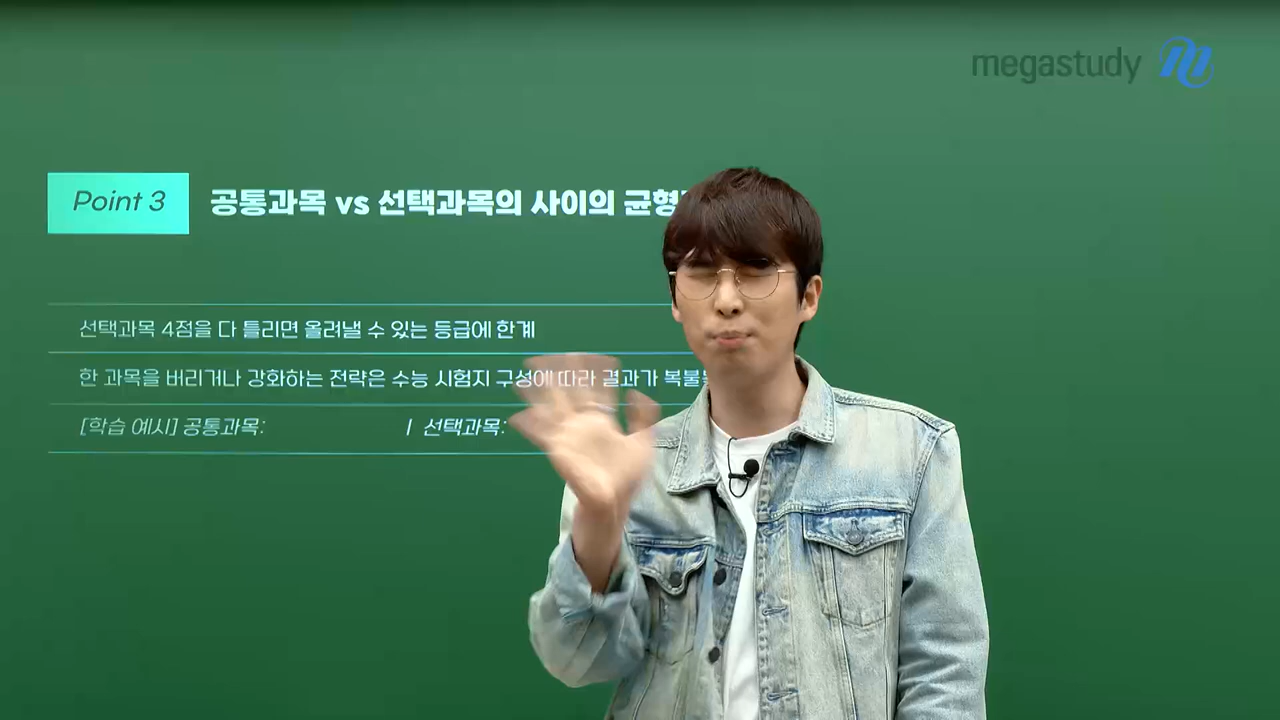 megastudy
Point 3
공통과목 vs 선택과목의 사이의 균형
선택과목 4점을 다 틀리면 올려낼 수 있는 등급에 한계
한 과목을 버리거나 강화하는 전략은 수능 시험지 구성에 따라 결과가 복불
[학습 예시] 공통과목: | 선택과목: